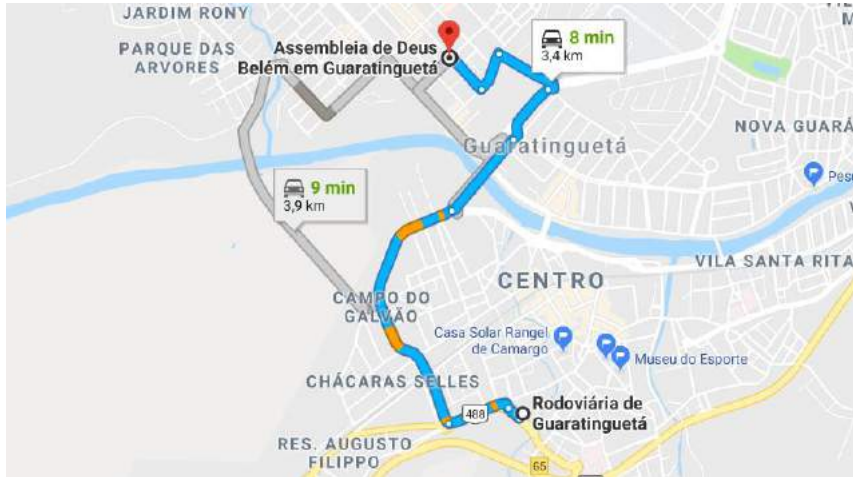 JARDIM RONY
PARQUE DAS
ARVORES
Assembleia de Deus
Belém em Guaratinguetá
8 min
3,4 km
NOVA GUARÁ
Guaratinguetá
Pesc
9 min
3,9 km
VILA SANTA RITA
CENTRO
CAMPO DO
GALVÃO
Casa Solar Rangel
de Camargo
Museu do Esporte
CHÁCARAS SELLES
488
Rodoviária de
Guaratinguetá
RES. AUGUSTO
FILIPPO
65